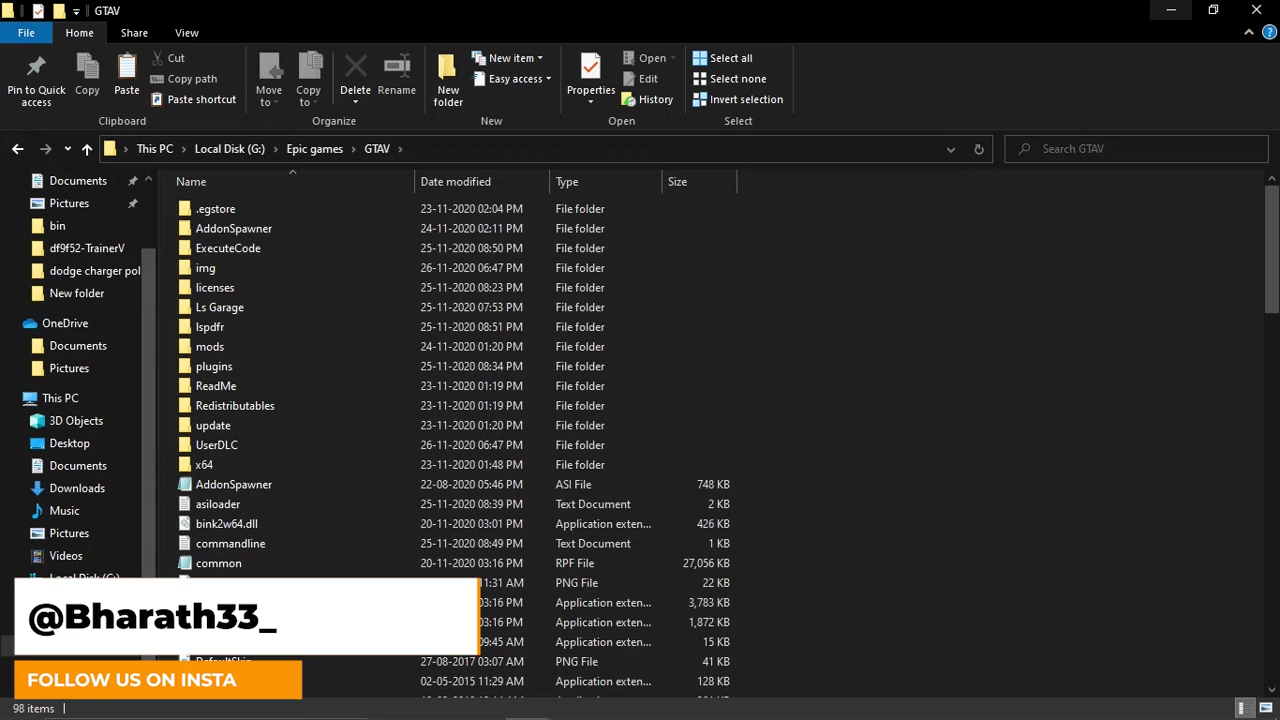 GTAV
File Home Share View
Pin to Quick access
Copy
Paste
Cut
Copy path
Paste shortcut
Clipboard
Move to
Copy to
Delete
Rename
Organize
New folder
New item
Easy access
New
Properties
Open
Edit
History
Open
Select all
Select none
Invert selection
Select
This PC > Local Disk (G:) > Epic games > GTAV >
Search GTAV
Documents
Pictures
bin
df9f52-TrainerV
dodge charger pol
New folder
OneDrive
Documents
Pictures
This PC
3D Objects
Desktop
Documents
Downloads
Music
Pictures
Videos
Local Disk (C:)
Name Date modified Type Size
.egstore 23-11-2020 02:04 PM File folder
AddonSpawner 24-11-2020 02:11 PM File folder
ExecuteCode 25-11-2020 08:50 PM File folder
img 26-11-2020 06:47 PM File folder
licenses 25-11-2020 08:23 PM File folder
Ls Garage 25-11-2020 07:53 PM File folder
lspdfr 25-11-2020 08:51 PM File folder
mods 24-11-2020 01:20 PM File folder
plugins 25-11-2020 08:34 PM File folder
ReadMe 23-11-2020 01:19 PM File folder
Redistributables 23-11-2020 01:19 PM File folder
update 23-11-2020 01:20 PM File folder
UserDLC 26-11-2020 06:47 PM File folder
x64 23-11-2020 01:48 PM File folder
AddonSpawner 22-08-2020 05:46 PM ASI File 748 KB
asiloader 25-11-2020 08:39 PM Text Document 2 KB
bink2w64.dll 20-11-2020 03:01 PM Application exten... 426 KB
commandline 25-11-2020 08:49 PM Text Document 1 KB
common 20-11-2020 03:16 PM RPF File 27,056 KB
11:31 AM PNG File 22 KB
03:16 PM Application exten... 3,783 KB
03:16 PM Application exten... 1,872 KB
09:45 AM Application exten... 15 KB
DefaultSkin 27-08-2017 03:07 AM PNG File 41 KB
02-05-2015 11:29 AM Application exten... 128 KB
@Bharath33_
FOLLOW US ON INSTA
98 items